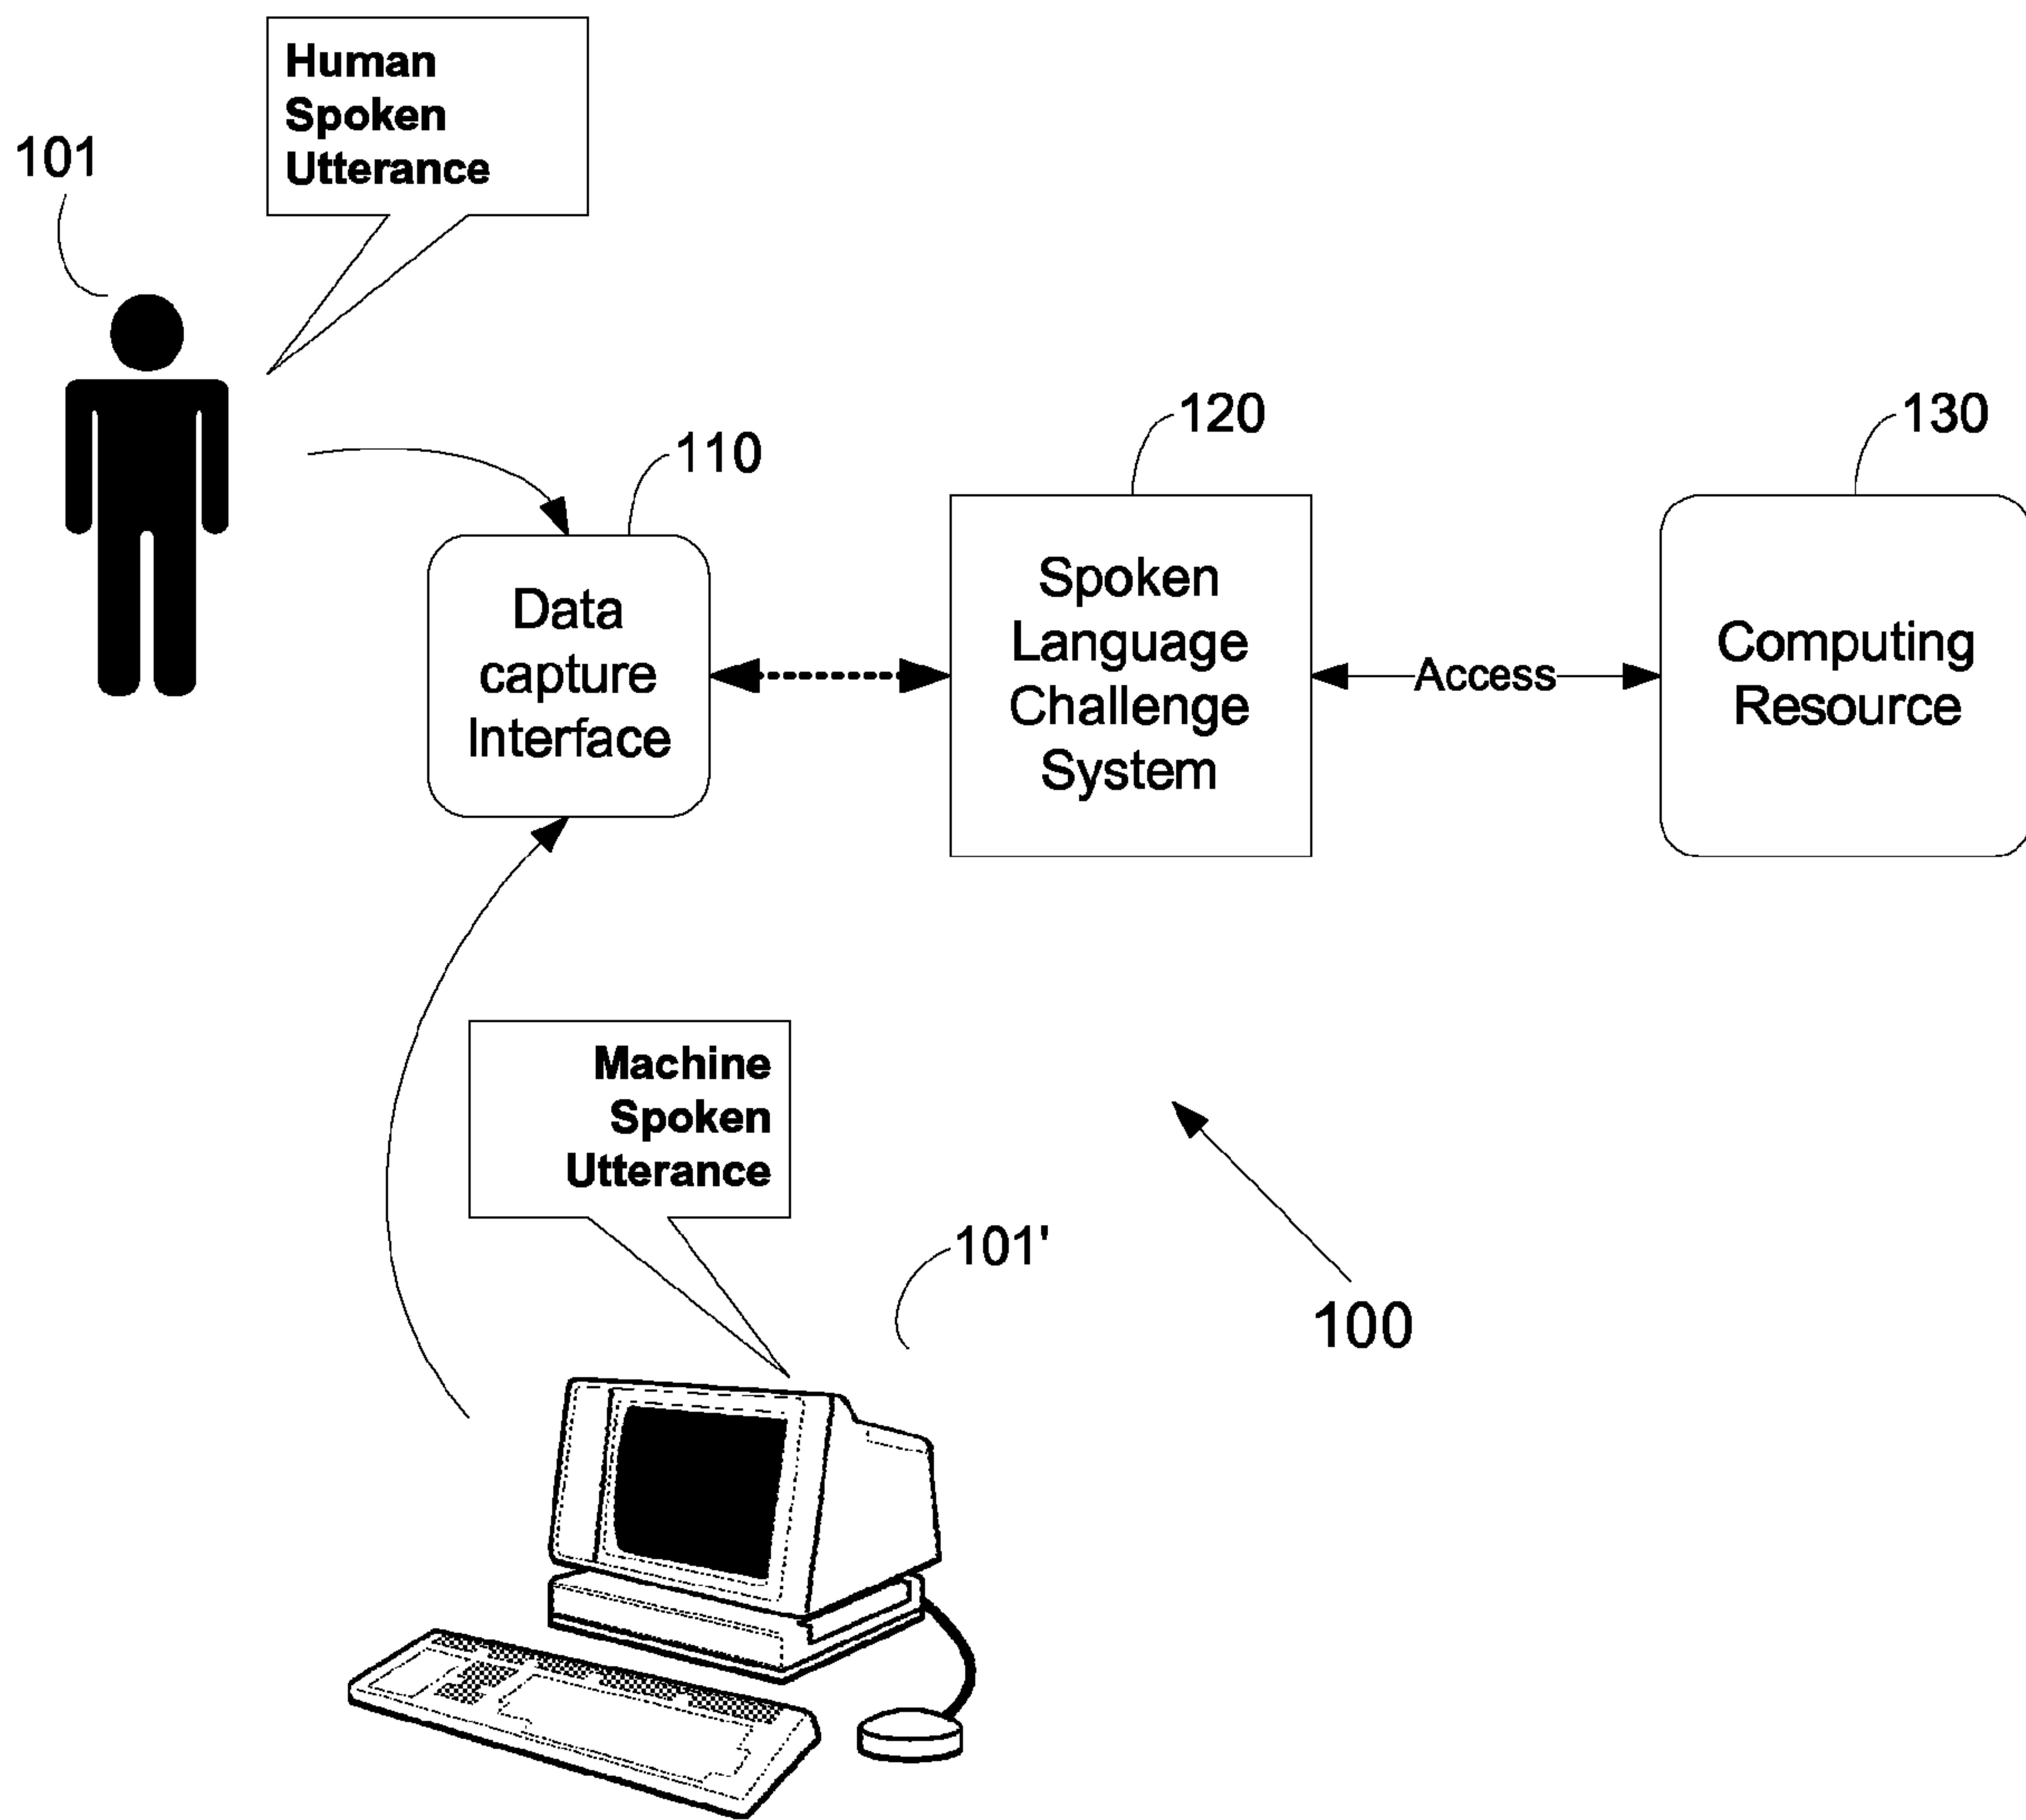 Human
Spoken
Utterance
101
110
120
130
Data
capture
Interface
Spoken
Language
Challenge
System
Access
Computing
Resource
Machine
Spoken
Utterance
101'
100